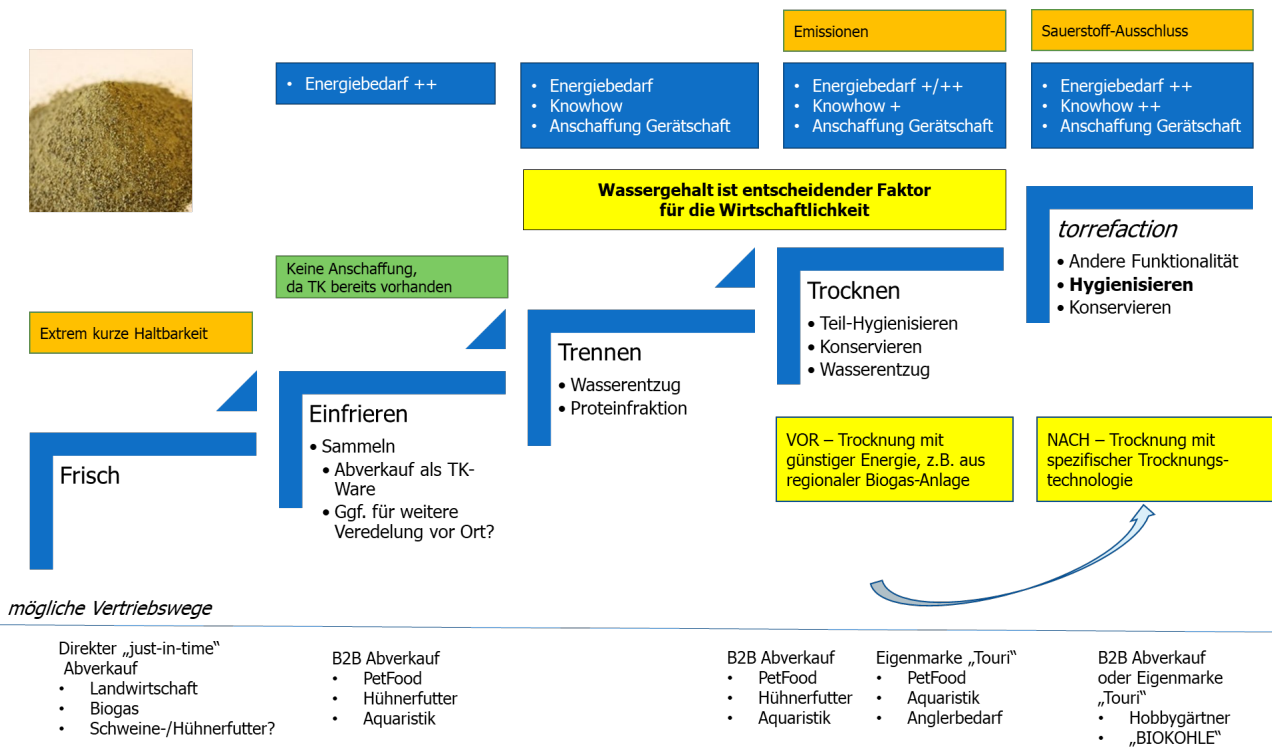 Emissionen
Sauerstoff-Ausschluss
• Energiebedarf ++
• Energiebedarf
• Knowhow
• Anschaffung Gerätschaft
• Energiebedarf +/++
• Knowhow +
• Anschaffung Gerätschaft
• Energiebedarf ++
• Knowhow ++
• Anschaffung Gerätschaft
Wassergehalt ist entscheidender Faktor
für die Wirtschaftlichkeit
Keine Anschaffung,
da TK bereits vorhanden
Extrem kurze Haltbarkeit
Frisch
Einfrieren
• Sammeln
• Abverkauf als TK-
Ware
• Ggf. für weitere
Veredelung vor Ort?
Trennen
• Wasserentzug
• Proteinfraktion
Trocknen
• Teil-Hygienisieren
• Konservieren
• Wasserentzug
torrefaction
• Andere Funktionalität
• Hygienisieren
• Konservieren
VOR – Trocknung mit
günstiger Energie, z.B. aus
regionaler Biogas-Anlage
NACH – Trocknung mit
spezifischer Trocknungs-
technologie
mögliche Vertriebswege
Direkter „just-in-time“
Abverkauf
• Landwirtschaft
• Biogas
• Schweine-/Hühnerfutter?
B2B Abverkauf
• PetFood
• Hühnerfutter
• Aquaristik
B2B Abverkauf
• PetFood
• Hühnerfutter
• Aquaristik
Eigenmarke „Touri“
• PetFood
• Aquaristik
• Anglerbedarf
B2B Abverkauf
oder Eigenmarke
„Touri“
• Hobbygärtner
• „BIOKOHLE“